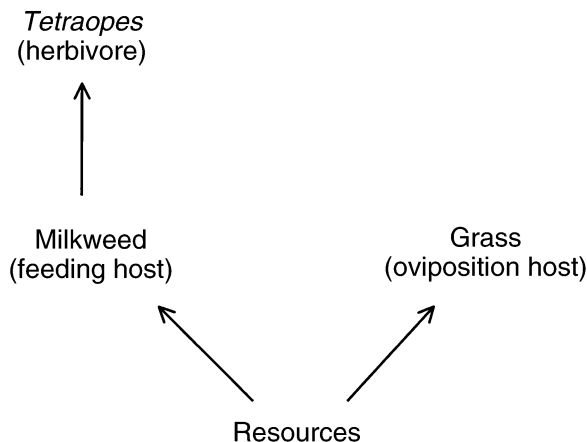 Tetraopes
(herbivore)
Milkweed
(feeding host)
Grass
(oviposition host)
Resources